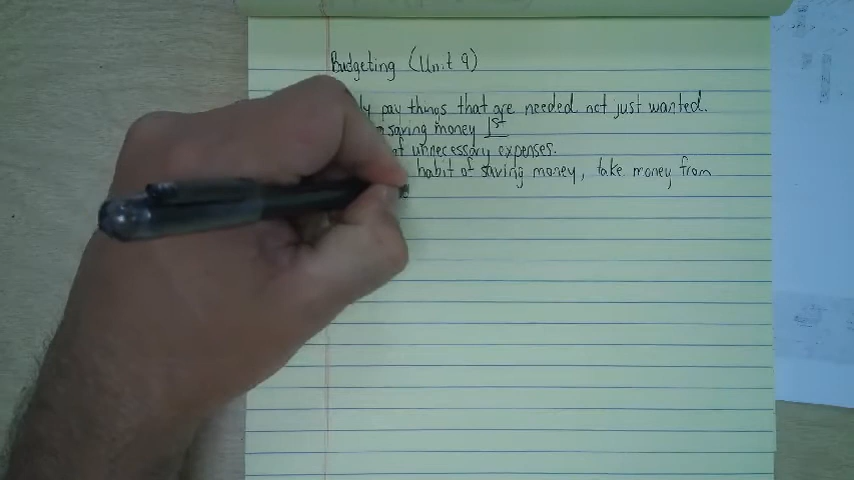 Budgeting (Unit 9)
pay things that are needed not just wanted.
saving money 1st
of unnecessary expenses.
habit of saving money, take money from